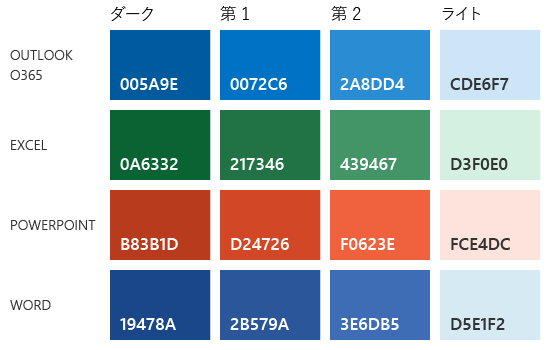 ダーク 第 1 第 2 ライト
OUTLOOK
O365
005A9E 0072C6 2A8DD4 CDE6F7
EXCEL
0A6332 217346 439467 D3F0E0
POWERPOINT
B83B1D D24726 F0623E FCE4DC
WORD
19478A 2B579A 3E6DB5 D5E1F2